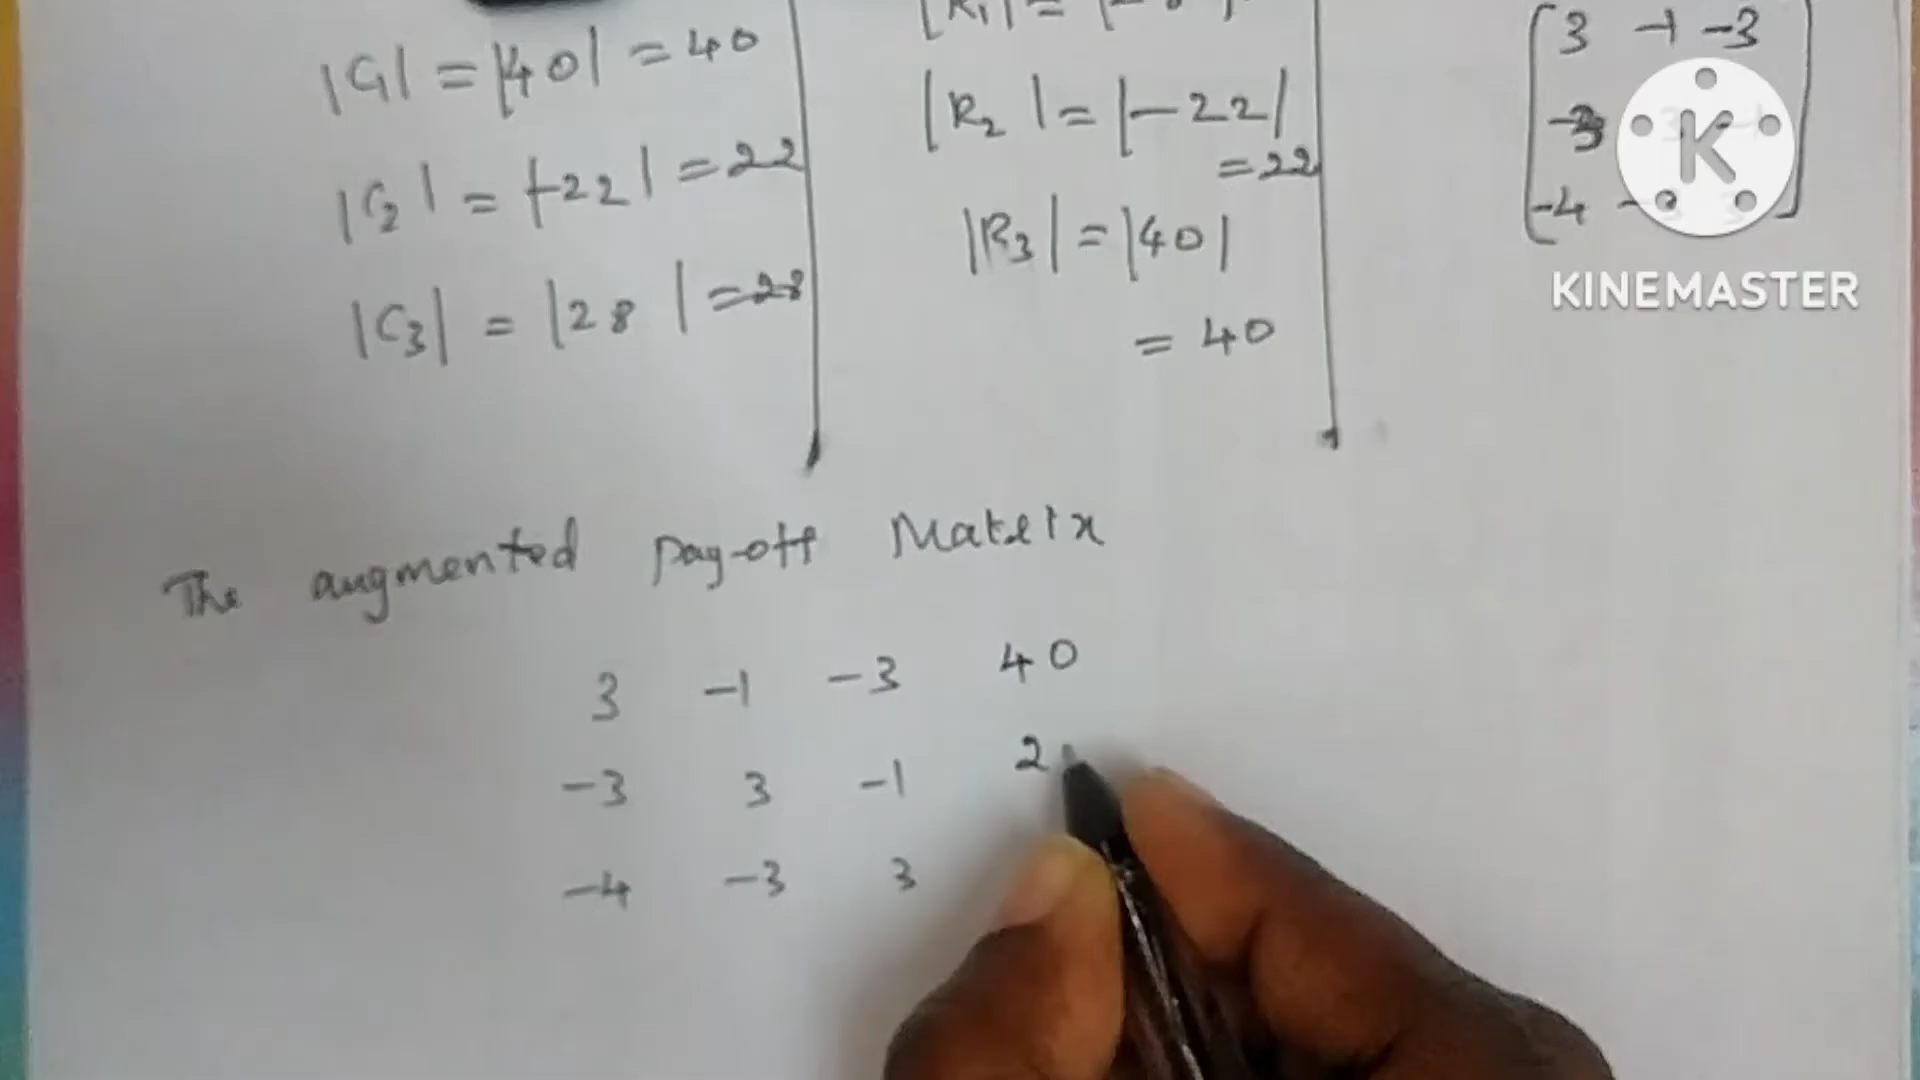 |C1| = |40| = 40
|C2| = |-22| = 22
|C3| = |28| = 28
|R2| = |-22|
= 22
|R3| = |40|
= 40
3 -1 -3
-3
-4
K
KINEMASTER
The augmented pay-off Matrix
3 -1 -3 40
-3 3 -1 2
-4 -3 3